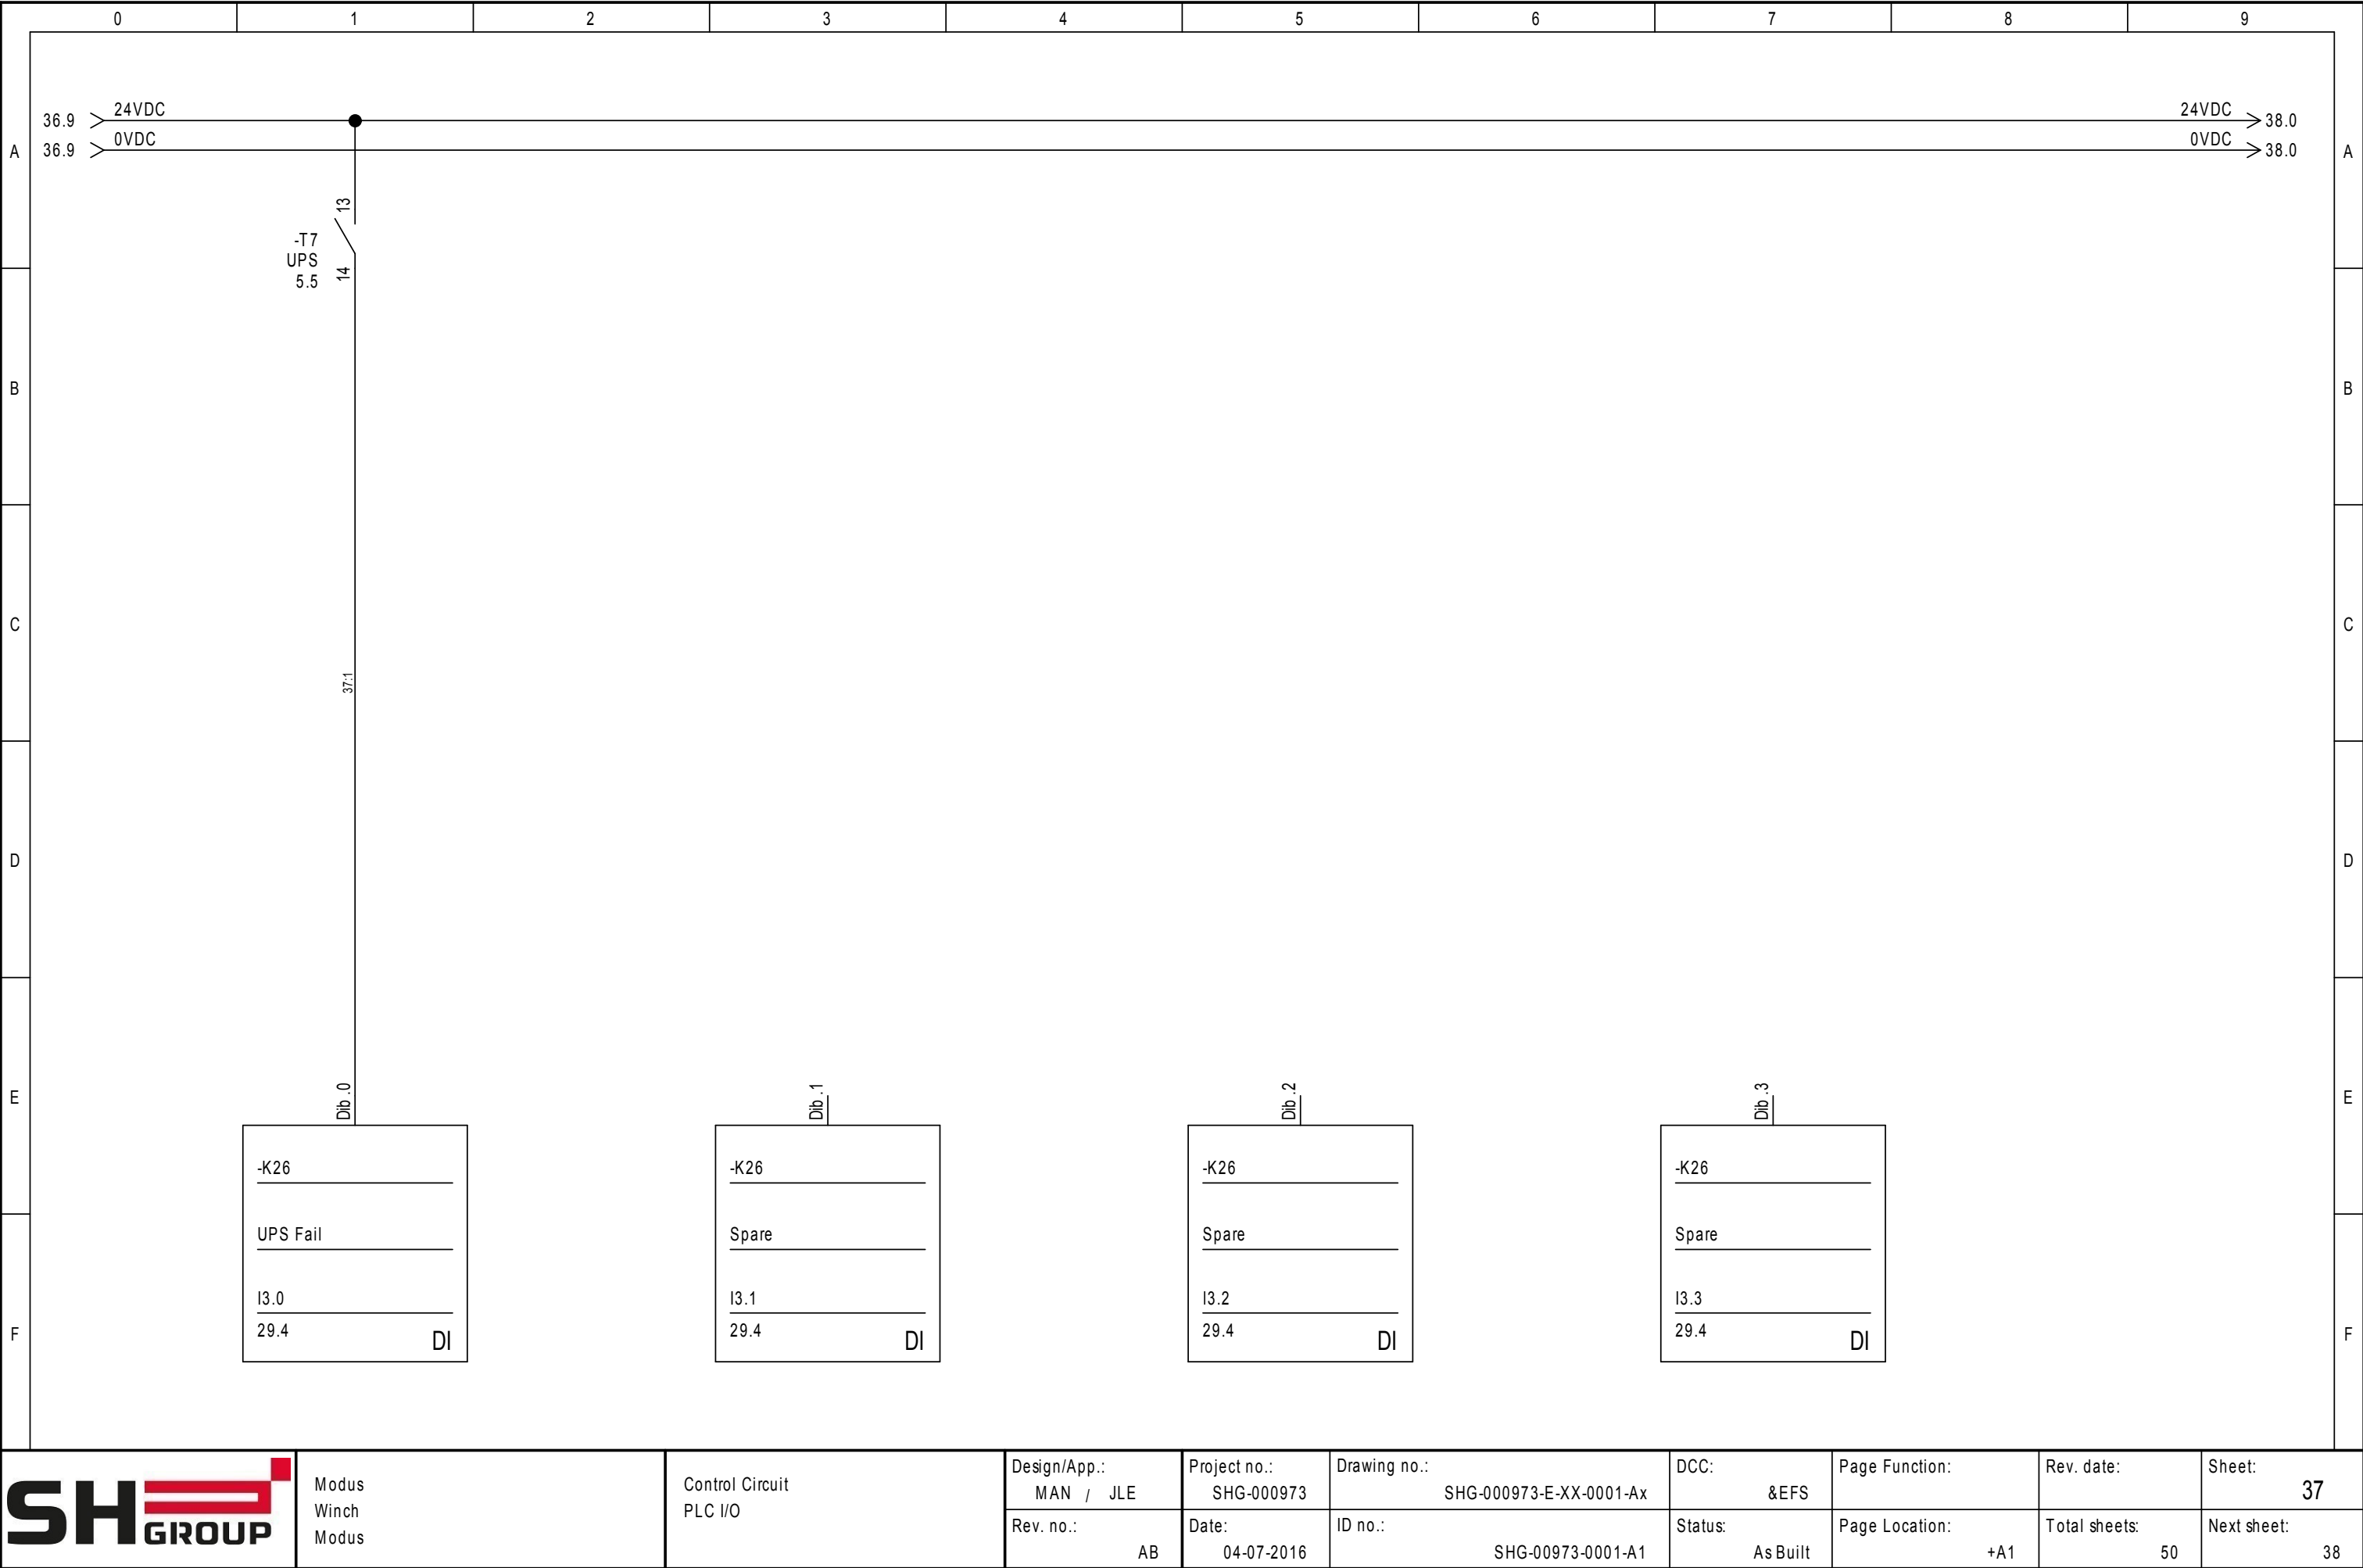 0 1 2 3 4 5 6 7 8 9
36.9 24VDC 24VDC 38.0
36.9 0VDC 0VDC 38.0
A A
13
-T7
UPS
5.5
14
B B
C C
37:1
D D
E E
Dib .0 Dib .1 Dib .2 Dib .3
-K26 -K26 -K26 -K26
UPS Fail Spare Spare Spare
I3.0 I3.1 I3.2 I3.3
29.4 DI 29.4 DI 29.4 DI 29.4 DI
F F
SH GROUP
Modus
Winch
Modus
Control Circuit
PLC I/O
Design/App.:
MAN / JLE
Rev. no.:
AB
Project no.:
SHG-000973
Date:
04-07-2016
Drawing no.:
SHG-000973-E-XX-0001-Ax
ID no.:
SHG-00973-0001-A1
DCC:
&EFS
Status:
As Built
Page Function:
Page Location:
+A1
Rev. date:
Total sheets:
50
Sheet:
37
Next sheet:
38